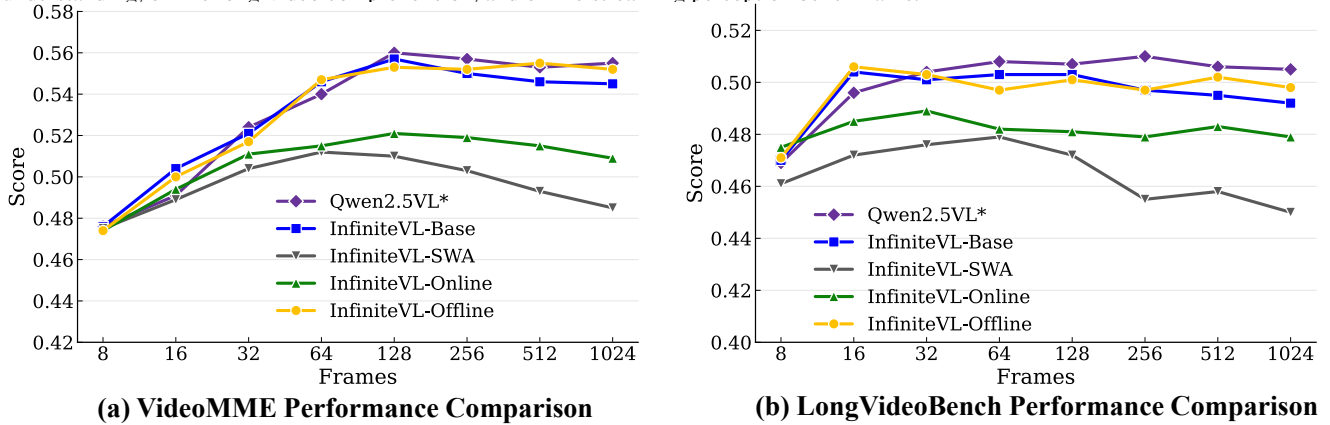 0.56
0.54
0.52
0.50
0.48
0.46
0.44
0.42
Score
8 16 32 64 128 256 512 1024
Frames
Qwen2.5VL*
InfiniteVL-Base
InfiniteVL-SWA
InfiniteVL-Online
InfiniteVL-Offline
(a) VideoMME Performance Comparison
0.52
0.50
0.48
0.46
0.44
0.42
0.40
Score
8 16 32 64 128 256 512 1024
Frames
Qwen2.5VL*
InfiniteVL-Base
InfiniteVL-SWA
InfiniteVL-Online
InfiniteVL-Offline
(b) LongVideoBench Performance Comparison